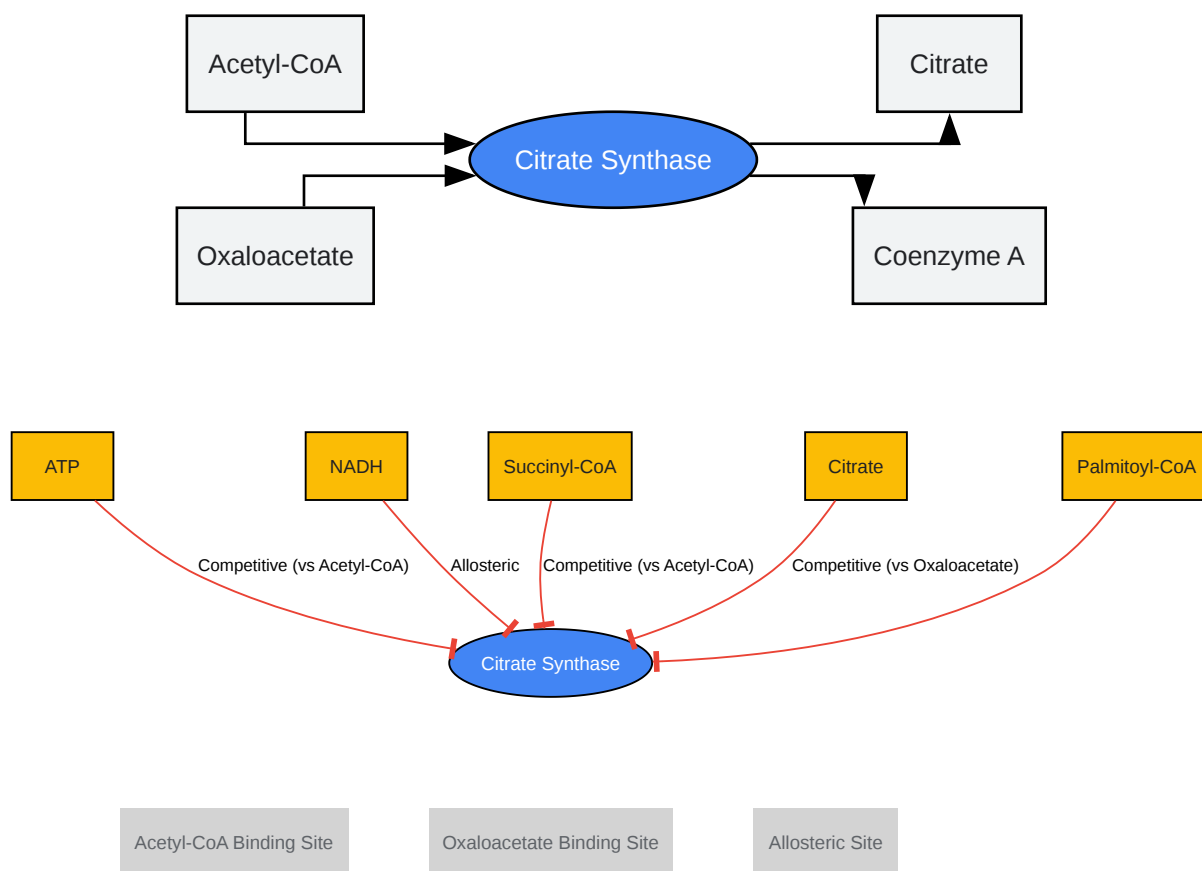 Acetyl-CoA
Citrate
Citrate Synthase
Oxaloacetate
Coenzyme A
ATP
NADH
Succinyl-CoA
Citrate
Palmitoyl-CoA
Competitive (vs Acetyl-CoA)
Allosteric
Competitive (vs Acetyl-CoA)
Competitive (vs Oxaloacetate)
Citrate Synthase
Acetyl-CoA Binding Site
Oxaloacetate Binding Site
Allosteric Site